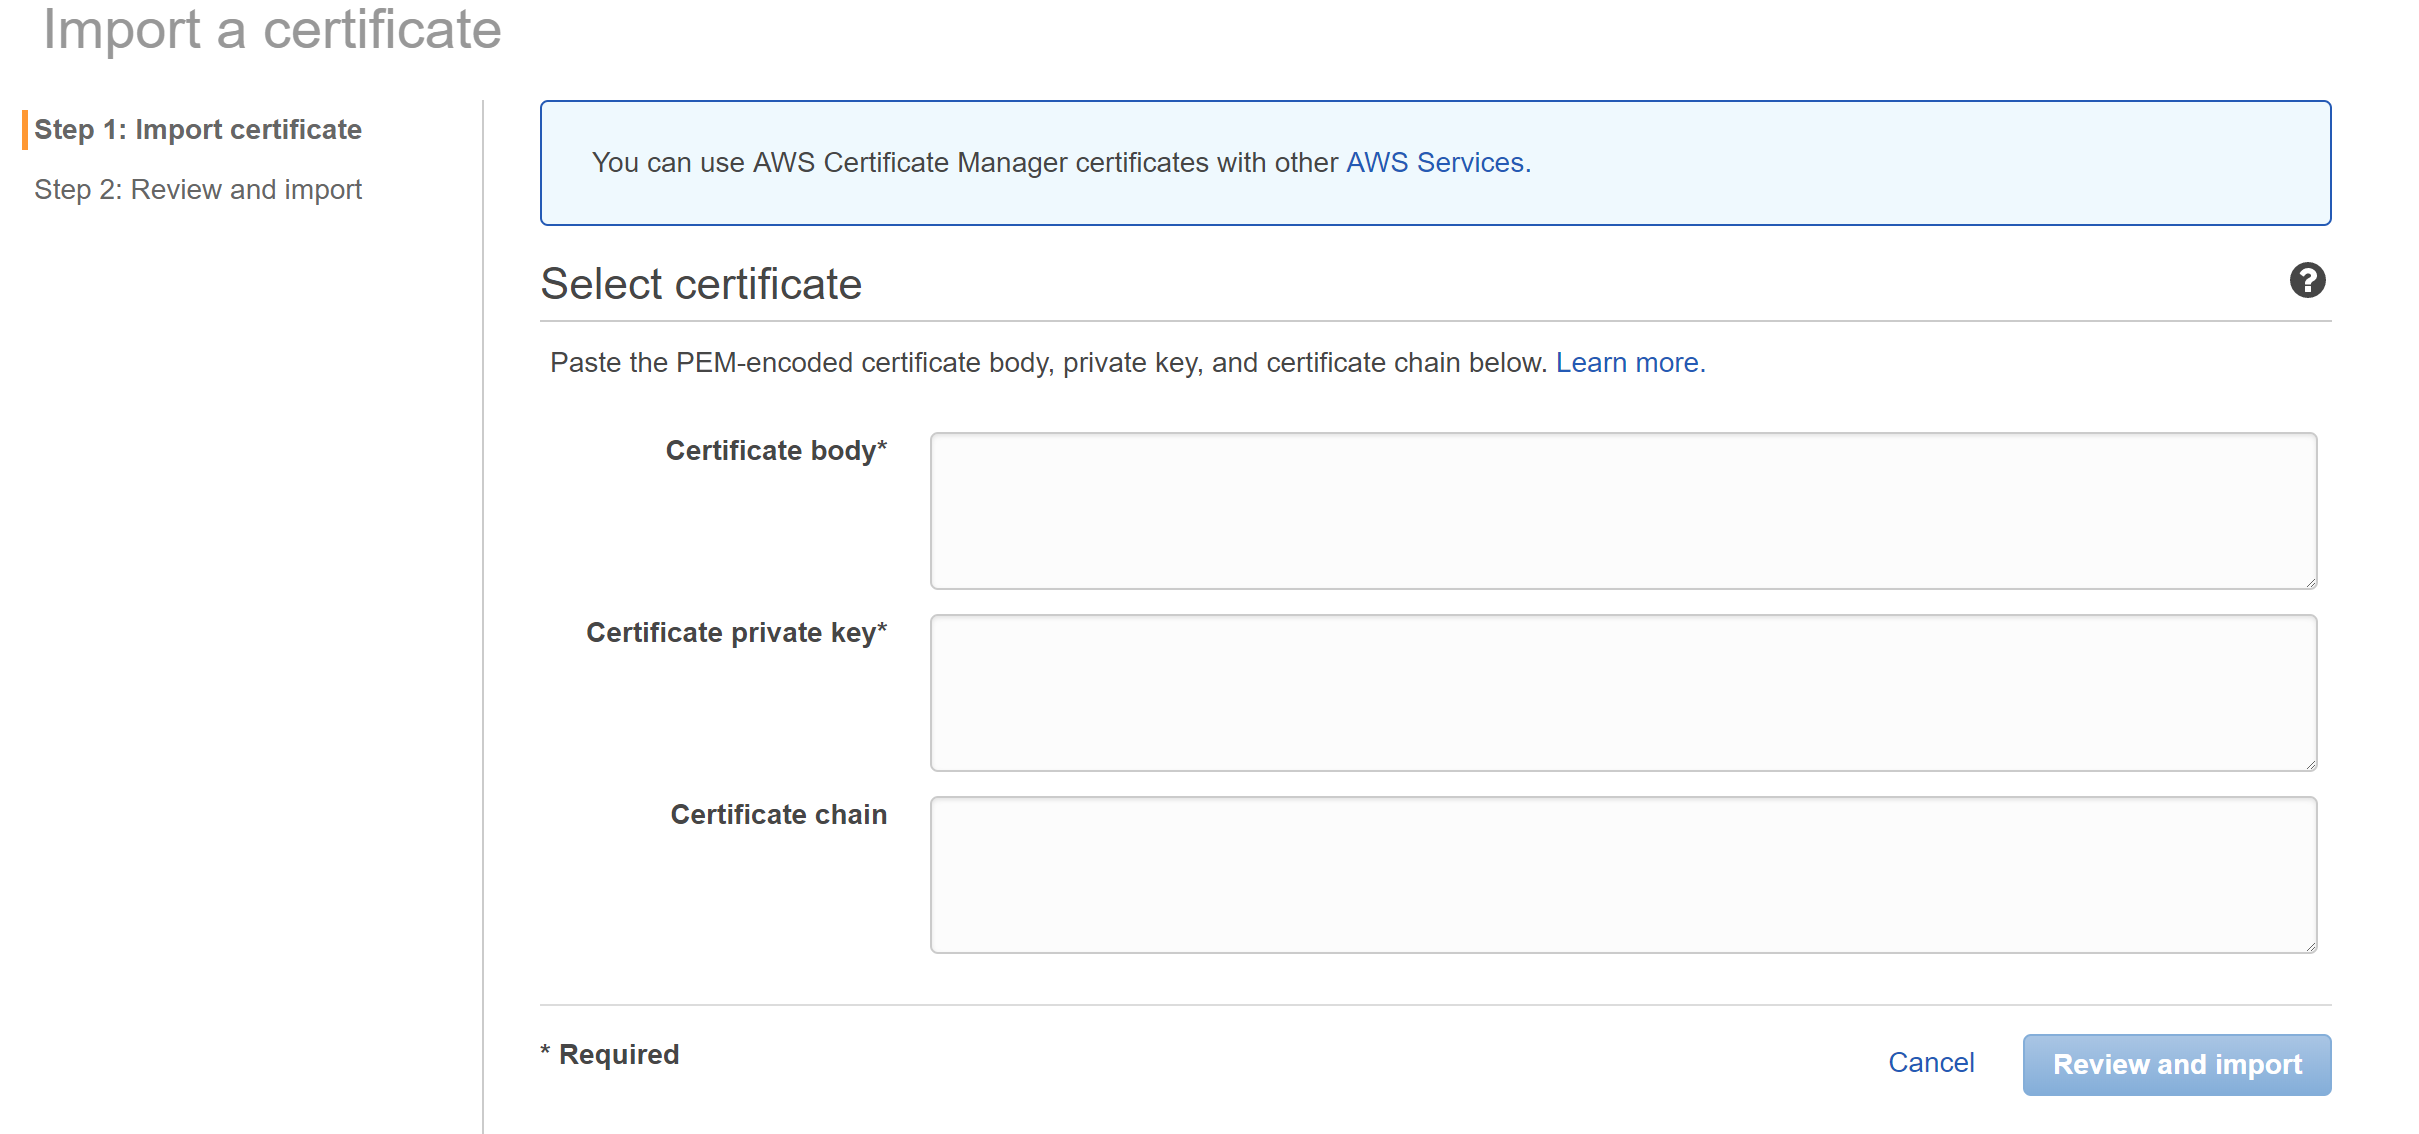 Import a certificate
Step 1: Import certificate
Step 2: Review and import
You can use AWS Certificate Manager certificates with other AWS Services.
Select certificate
Paste the PEM-encoded certificate body, private key, and certificate chain below. Learn more.
Certificate body*
Certificate private key*
Certificate chain
* Required
Cancel
Review and import